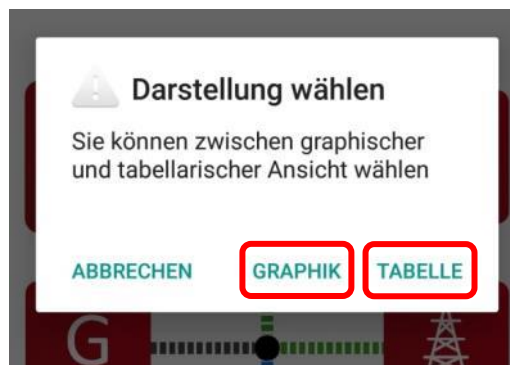 Darstellung wählen
Sie können zwischen graphischer
und tabellarischer Ansicht wählen
ABBRECHEN GRAPHIK TABELLE
G